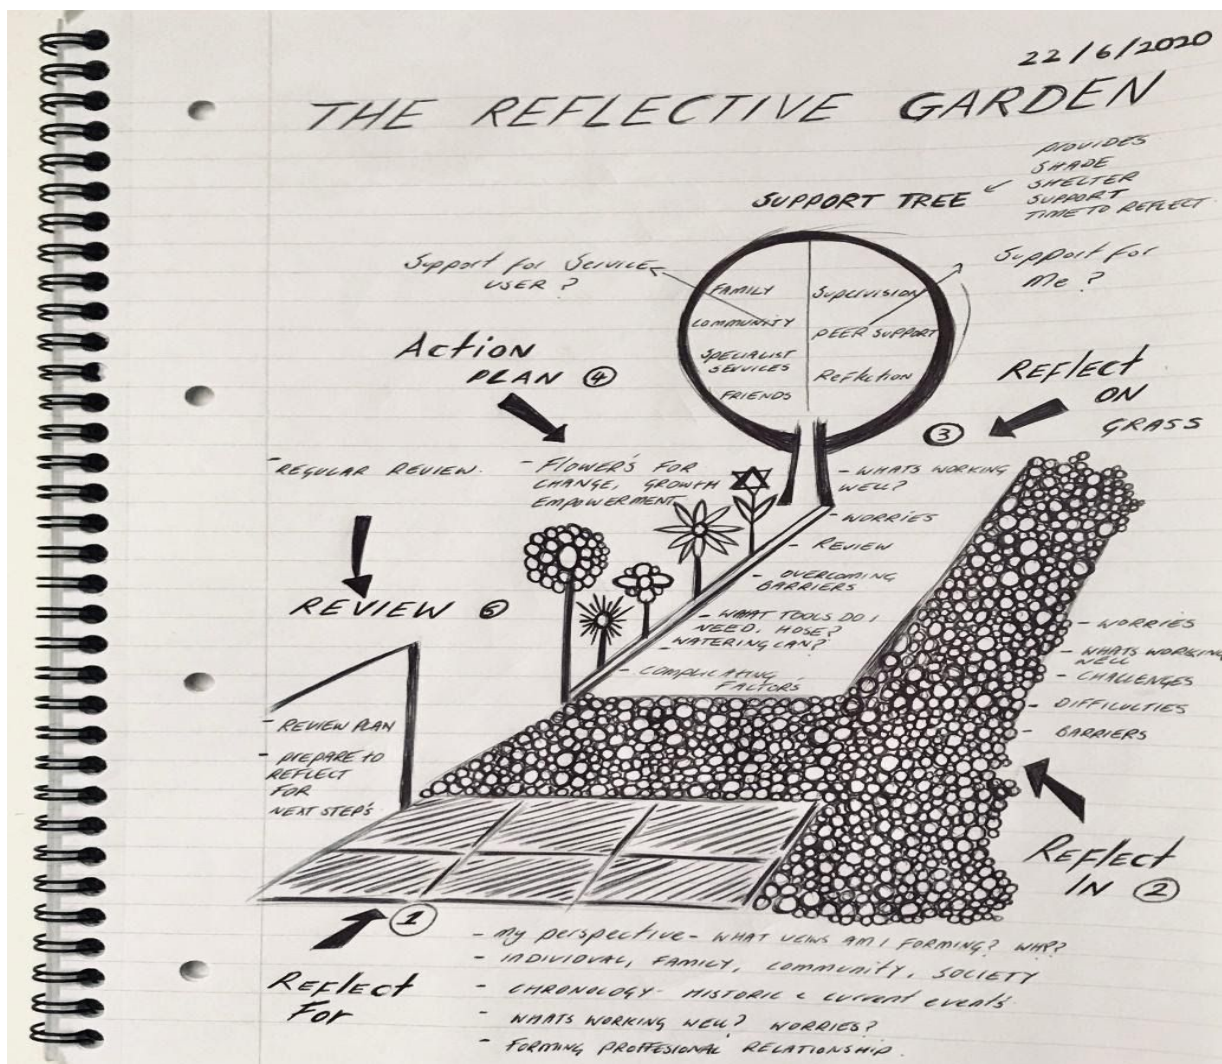 22/6/2020
THE REFLECTIVE GARDEN
PROVIDES
SHADE
SHELTER
SUPPORT
TIME TO REFLECT
SUPPORT TREE
Support for Service
USER ?
Support for
Me ?
FAMILY
COMMUNITY
SPECIALIST
SERVICES
FRIENDS
SUPERVISION
PEER SUPPORT
Reflection
Action
PLAN ④
- FLOWER'S FOR
CHANGE, GROWTH
EMPOWERMENT
Reflect
ON
GRASS
③
- WHATS WORKING
WELL?
- WORRIES
- REVIEW
- OVERCOMING
BARRIERS
- WHAT TOOLS DO I
NEED, HOSE?
WATERING CAN?
- COMPLICATING
FACTORS
- REGULAR REVIEW.
REVIEW ⑤
- REVIEW PLAN
- PREPARE TO
REFLECT
FOR
NEXT STEP'S
- WORRIES
- WHATS WORKING
WELL
- CHALLENGES
- DIFFICULTIES
- BARRIERS
Reflect
IN ②
①
Reflect
For
- My perspective - WHAT VIEWS AM I FORMING? WHY?
- INDIVIDUAL, FAMILY, COMMUNITY, SOCIETY
- CHRONOLOGY - HISTORIC & current events
- WHATS WORKING WELL? WORRIES?
- FORMING PROFFESIONAL RELATIONSHIP.